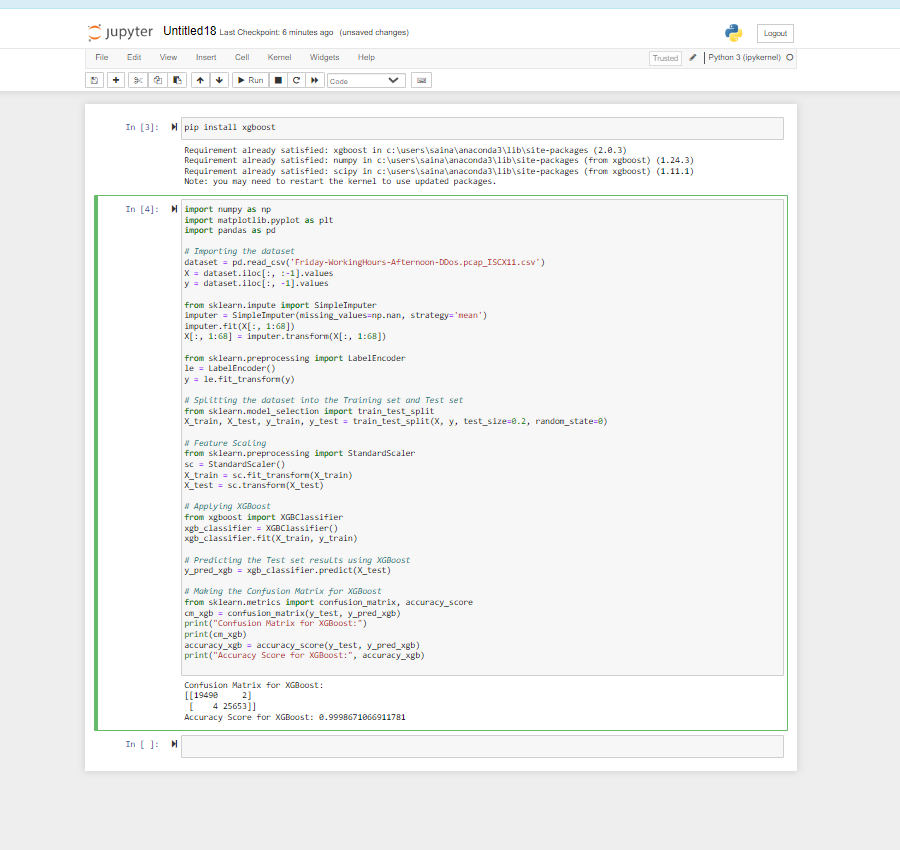 jupyter Untitled18 Last Checkpoint: 6 minutes ago (unsaved changes)
Logout
File Edit View Insert Cell Kernel Widgets Help
Trusted Python 3 (ipykernel)
Run Code
In [3]: pip install xgboost
Requirement already satisfied: xgboost in c:\users\saina\anaconda3\lib\site-packages (2.0.3)
Requirement already satisfied: numpy in c:\users\saina\anaconda3\lib\site-packages (from xgboost) (1.24.3)
Requirement already satisfied: scipy in c:\users\saina\anaconda3\lib\site-packages (from xgboost) (1.11.1)
Note: you may need to restart the kernel to use updated packages.
In [4]: import numpy as np
import matplotlib.pyplot as plt
import pandas as pd
# Importing the dataset
dataset = pd.read_csv('Friday-WorkingHours-Afternoon-DDos.pcap_ISCX11.csv')
X = dataset.iloc[:, :-1].values
y = dataset.iloc[:, -1].values
from sklearn.impute import SimpleImputer
imputer = SimpleImputer(missing_values=np.nan, strategy='mean')
imputer.fit(X[:, 1:68])
X[:, 1:68] = imputer.transform(X[:, 1:68])
from sklearn.preprocessing import LabelEncoder
le = LabelEncoder()
y = le.fit_transform(y)
# Splitting the dataset into the Training set and Test set
from sklearn.model_selection import train_test_split
X_train, X_test, y_train, y_test = train_test_split(X, y, test_size=0.2, random_state=0)
# Feature Scaling
from sklearn.preprocessing import StandardScaler
sc = StandardScaler()
X_train = sc.fit_transform(X_train)
X_test = sc.transform(X_test)
# Applying XGBoost
from xgboost import XGBClassifier
xgb_classifier = XGBClassifier()
xgb_classifier.fit(X_train, y_train)
# Predicting the Test set results using XGBoost
y_pred_xgb = xgb_classifier.predict(X_test)
# Making the Confusion Matrix for XGBoost
from sklearn.metrics import confusion_matrix, accuracy_score
cm_xgb = confusion_matrix(y_test, y_pred_xgb)
print("Confusion Matrix for XGBoost:")
print(cm_xgb)
accuracy_xgb = accuracy_score(y_test, y_pred_xgb)
print("Accuracy Score for XGBoost:", accuracy_xgb)
Confusion Matrix for XGBoost:
[[19490 2]
[ 4 25653]]
Accuracy Score for XGBoost: 0.9998671066911781
In [ ]: